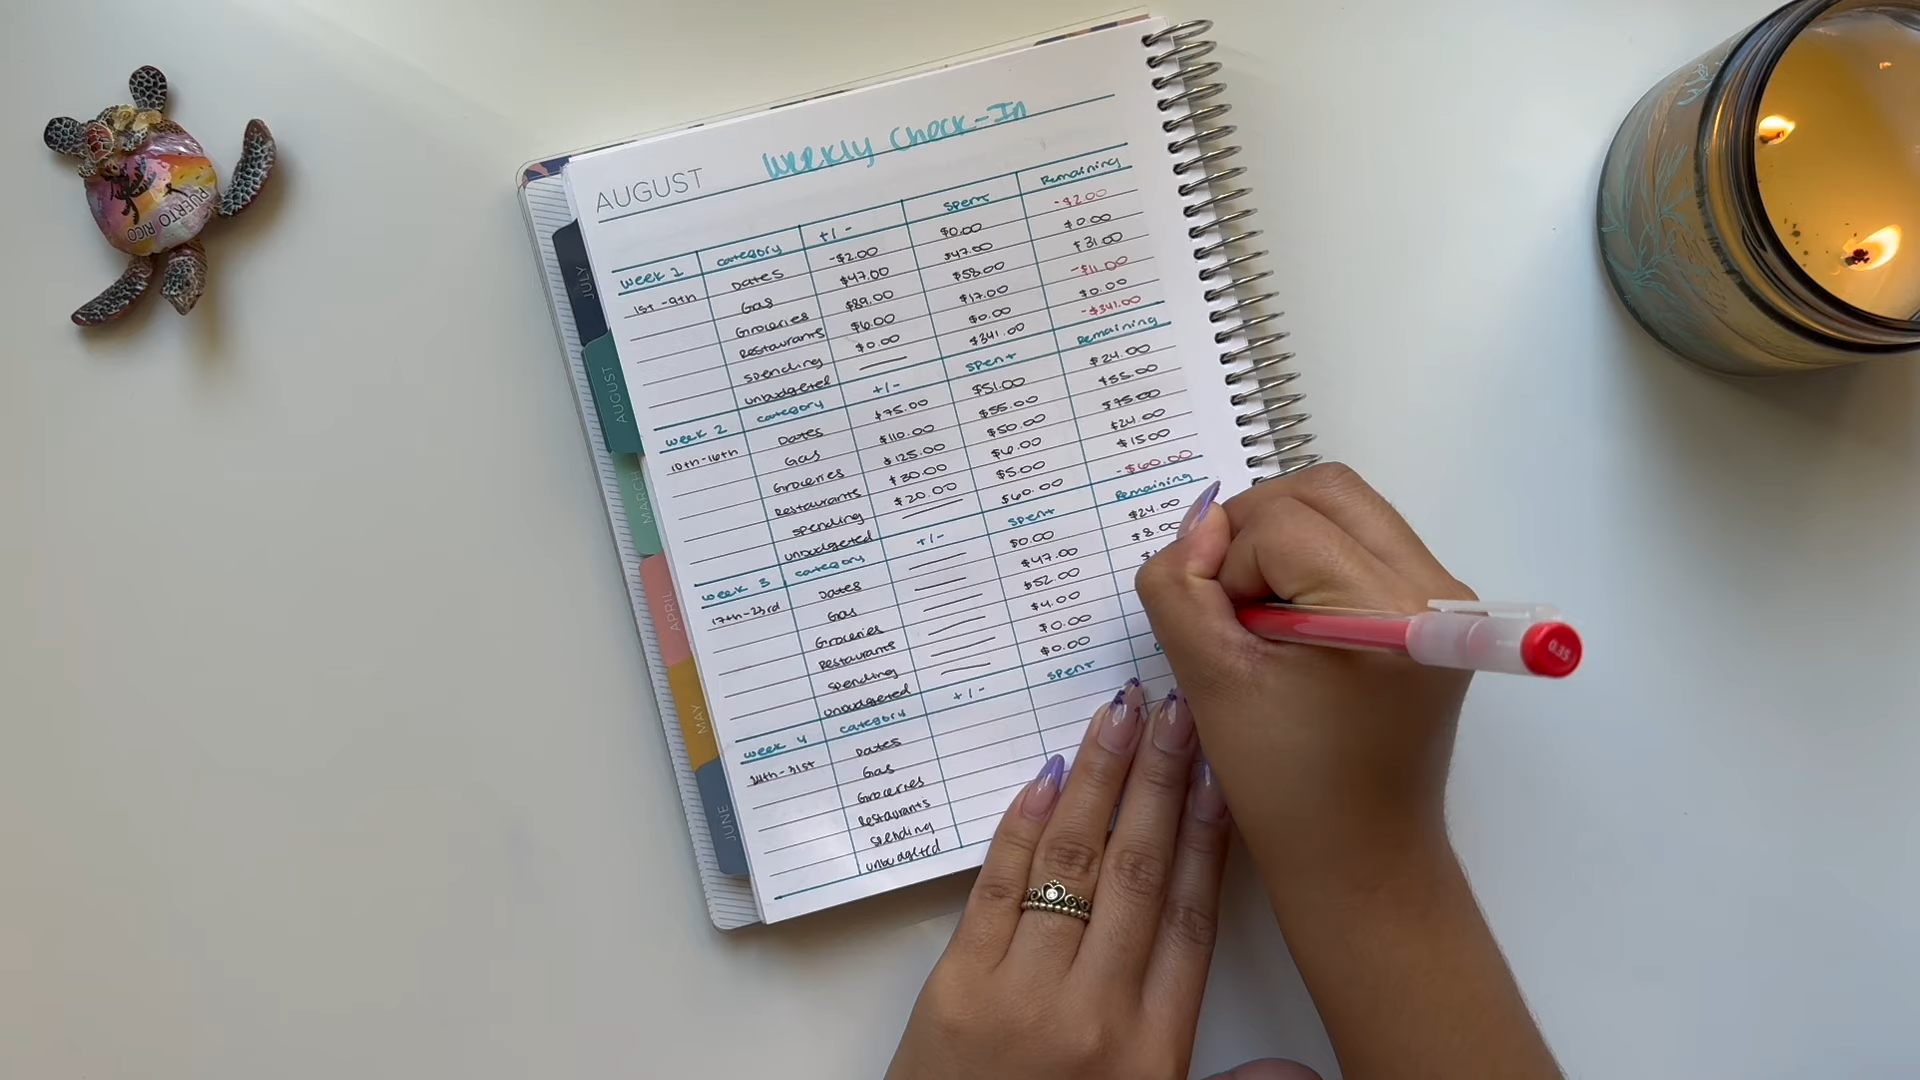 AUGUST Weekly Check-In
week 1 category +/- spent Remaining
1st-9th Dates -$2.00 $0.00 -$2.00
Gas $47.00 $47.00 $0.00
Groceries $89.00 $58.00 $31.00
Restaurants $6.00 $17.00 -$11.00
spending $0.00 $0.00 $0.00
unbudgeted $341.00 -$341.00
week 2 category +/- spent Remaining
10th-16th Dates $75.00 $51.00 $24.00
Gas $110.00 $55.00 $55.00
Groceries $125.00 $50.00 $75.00
Restaurants $30.00 $6.00 $24.00
spending $20.00 $5.00 $15.00
unbudgeted $60.00 -$60.00
week 3 category +/- spent Remaining
17th-23rd Dates $0.00 $24.00
Gas $47.00 $8.00
Groceries $52.00
Restaurants $4.00
spending $0.00
unbudgeted $0.00
week 4 category +/- spent
24th-31st Dates
Gas
Groceries
Restaurants
spending
unbudgeted
JULY
AUGUST
MARCH
APRIL
MAY
JUNE
PUERTO RICO
0.35